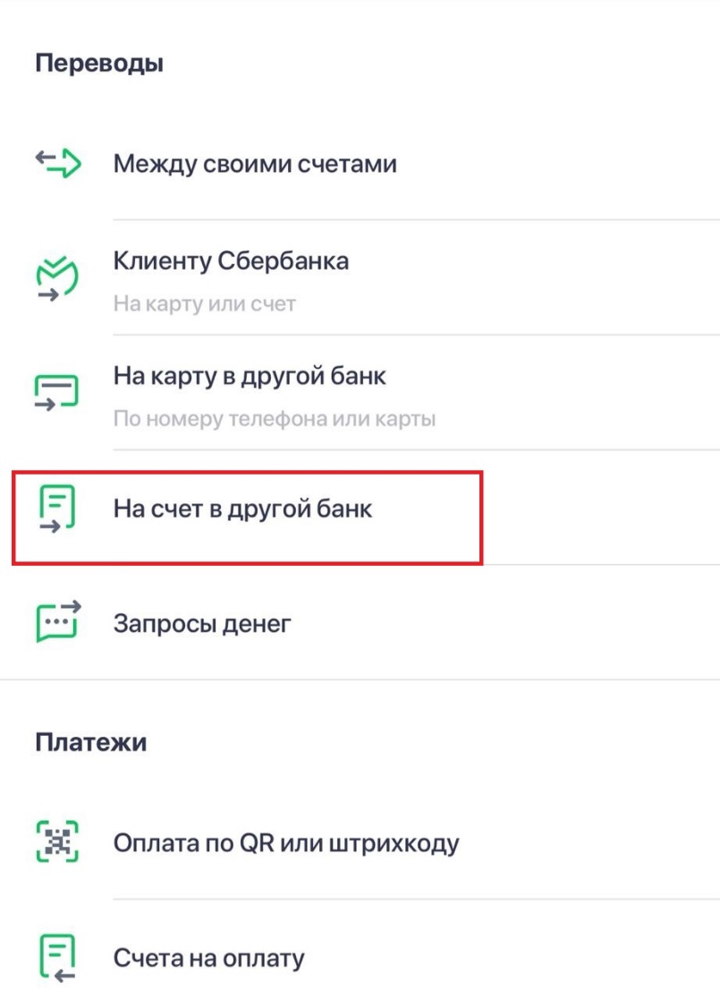 Переводы
Между своими счетами
Клиенту Сбербанка
На карту или счет
На карту в другой банк
По номеру телефона или карты
На счет в другой банк
Запросы денег
Платежи
Оплата по QR или штрихкоду
Счета на оплату